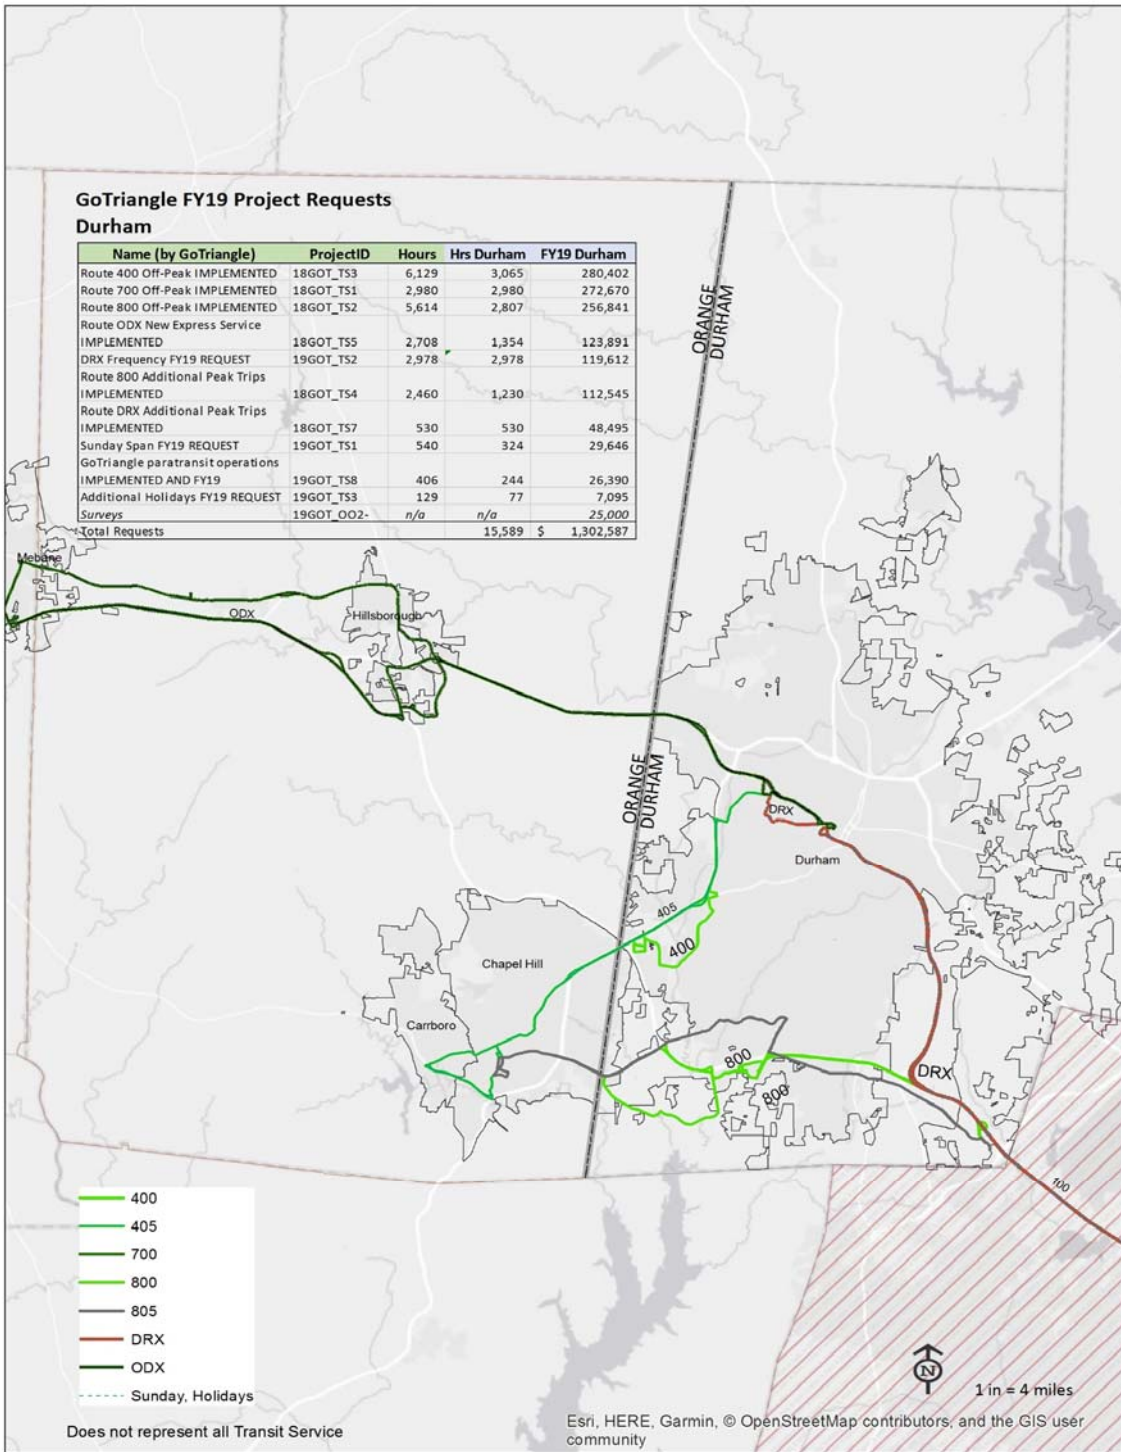 GoTriangle FY19 Project Requests
Durham
Name (by GoTriangle) ProjectID Hours Hrs Durham FY19 Durham
Route 400 Off-Peak IMPLEMENTED 18GOT_TS3 6,129 3,065 280,402
Route 700 Off-Peak IMPLEMENTED 18GOT_TS1 2,980 2,980 272,670
Route 800 Off-Peak IMPLEMENTED 18GOT_TS2 5,614 2,807 256,841
Route ODX New Express Service
IMPLEMENTED 18GOT_TS5 2,708 1,354 123,891
DRX Frequency FY19 REQUEST 19GOT_TS2 2,978 2,978 119,612
Route 800 Additional Peak Trips
IMPLEMENTED 18GOT_TS4 2,460 1,230 112,545
Route DRX Additional Peak Trips
IMPLEMENTED 18GOT_TS7 530 530 48,495
Sunday Span FY19 REQUEST 19GOT_TS1 540 324 29,646
GoTriangle paratransit operations
IMPLEMENTED AND FY19 19GOT_TS8 406 244 26,390
Additional Holidays FY19 REQUEST 19GOT_TS3 129 77 7,095
Surveys 19GOT_OO2- n/a n/a 25,000
Total Requests 15,589 $ 1,302,587
ORANGE
DURHAM
Mebane
ODX
Hillsborough
ORANGE
DURHAM
DRX
Durham
405
400
Chapel Hill
Carrboro
800
DRX
800
100
400
405
700
800
805
DRX
ODX
Sunday, Holidays
N
1 in = 4 miles
Does not represent all Transit Service
Esri, HERE, Garmin, © OpenStreetMap contributors, and the GIS user
community